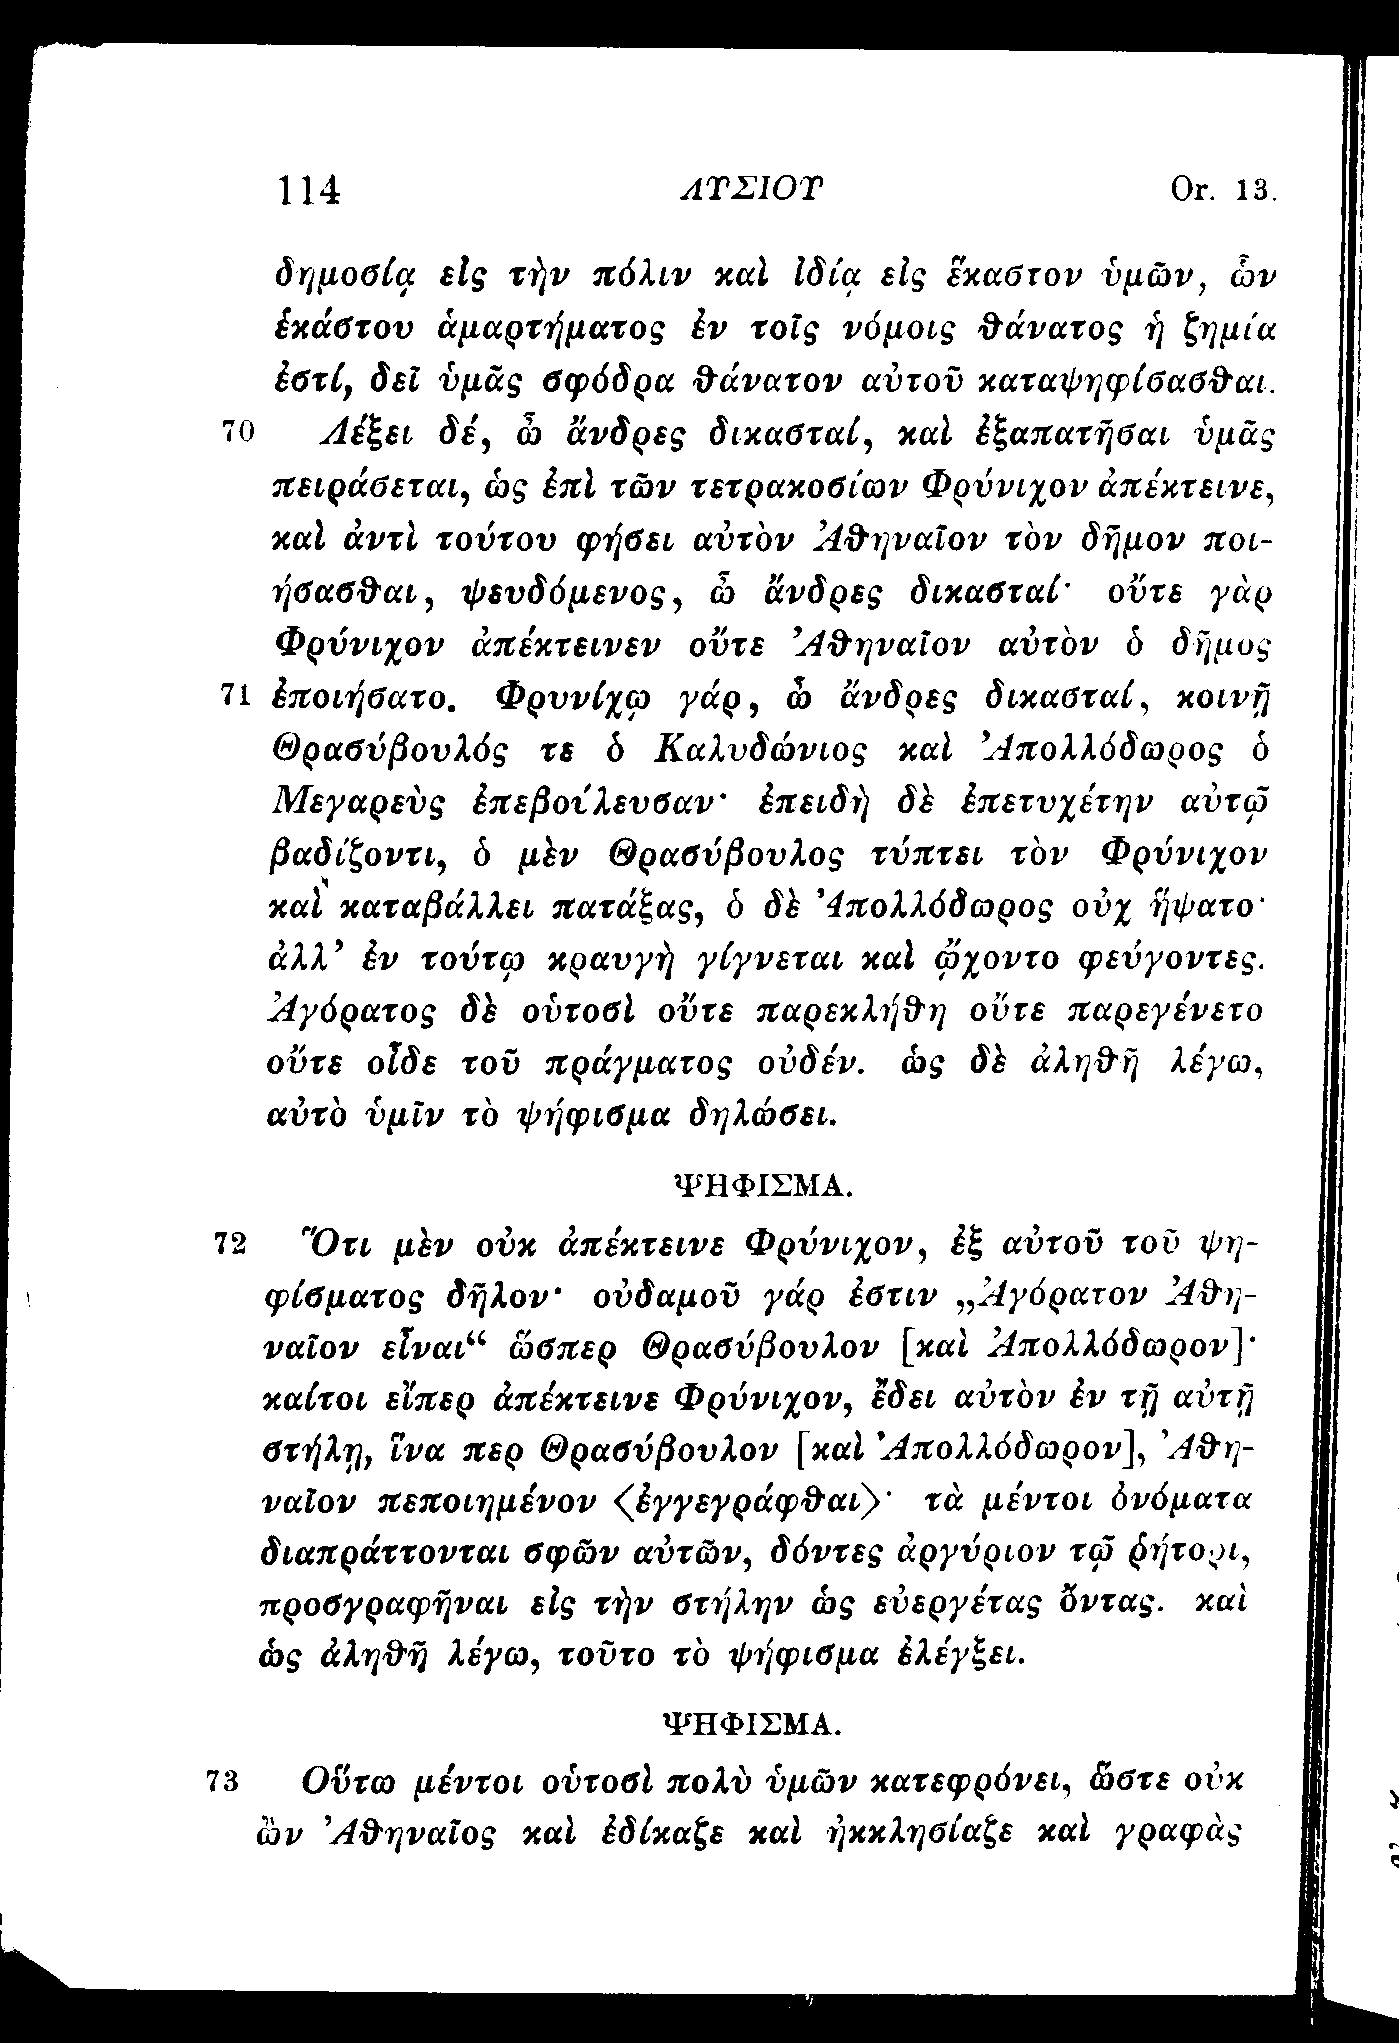 114 ΛΥΣΙΟΥ Or. 13.
δημοσίᾳ εἰς τὴν πόλιν καὶ ἰδίᾳ εἰς ἕκαστον ὑμῶν, ὧν
ἑκάστου ἁμαρτήματος ἐν τοῖς νόμοις θάνατος ἡ ζημία
ἐστί, δεῖ ὑμᾶς σφόδρα θάνατον αὐτοῦ καταψηφίσασθαι.
70 Λέξει δέ, ὦ ἄνδρες δικασταί, καὶ ἐξαπατῆσαι ὑμᾶς
πειράσεται, ὡς ἐπὶ τῶν τετρακοσίων Φρύνιχον ἀπέκτεινε,
καὶ ἀντὶ τούτου φήσει αὐτὸν Ἀθηναῖον τὸν δῆμον ποι-
ήσασθαι, ψευδόμενος, ὦ ἄνδρες δικασταί· οὔτε γὰρ
Φρύνιχον ἀπέκτεινεν οὔτε Ἀθηναῖον αὐτὸν ὁ δῆμος
71 ἐποιήσατο. Φρυνίχῳ γάρ, ὦ ἄνδρες δικασταί, κοινῇ
Θρασύβουλός τε ὁ Καλυδώνιος καὶ Ἀπολλόδωρος ὁ
Μεγαρεὺς ἐπεβούλευσαν· ἐπειδὴ δὲ ἐπετυχέτην αὐτῷ
βαδίζοντι, ὁ μὲν Θρασύβουλος τύπτει τὸν Φρύνιχον
καὶ καταβάλλει πατάξας, ὁ δὲ Ἀπολλόδωρος οὐχ ἥψατο·
ἀλλ’ ἐν τούτῳ κραυγὴ γίγνεται καὶ ᾤχοντο φεύγοντες.
Ἀγόρατος δὲ οὑτοσὶ οὔτε παρεκλήθη οὔτε παρεγένετο
οὔτε οἶδε τοῦ πράγματος οὐδέν. ὡς δὲ ἀληθῆ λέγω,
αὐτὸ ὑμῖν τὸ ψήφισμα δηλώσει.
ΨΗΦΙΣΜΑ.
72 Ὅτι μὲν οὐκ ἀπέκτεινε Φρύνιχον, ἐξ αὐτοῦ τοῦ ψη-
φίσματος δῆλον· οὐδαμοῦ γάρ ἐστιν „Ἀγόρατον Ἀθη-
ναῖον εἶναι“ ὥσπερ Θρασύβουλον [καὶ Ἀπολλόδωρον]·
καίτοι εἴπερ ἀπέκτεινε Φρύνιχον, ἔδει αὐτὸν ἐν τῇ αὐτῇ
στήλῃ, ἵνα περ Θρασύβουλον [καὶ Ἀπολλόδωρον], Ἀθη-
ναῖον πεποιημένον ⟨ἐγγεγράφθαι⟩· τὰ μέντοι ὀνόματα
διαπράττονται σφῶν αὐτῶν, δόντες ἀργύριον τῷ ῥήτορι,
προσγραφῆναι εἰς τὴν στήλην ὡς εὐεργέτας ὄντας. καὶ
ὡς ἀληθῆ λέγω, τοῦτο τὸ ψήφισμα ἐλέγξει.
ΨΗΦΙΣΜΑ.
73 Οὕτω μέντοι οὑτοσὶ πολὺ ὑμῶν κατεφρόνει, ὥστε οὐκ
ὢν Ἀθηναῖος καὶ ἐδίκαζε καὶ ἠκκλησίαζε καὶ γραφὰς